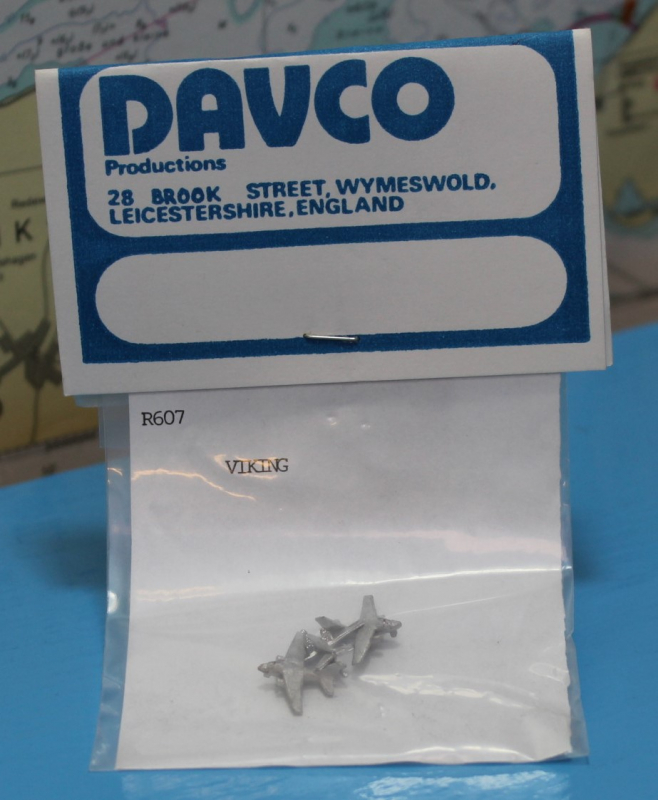 DAVCO
Productions
28 BROOK STREET, WYMESWOLD.
LEICESTERSHIRE, ENGLAND
K
R607
VIKING